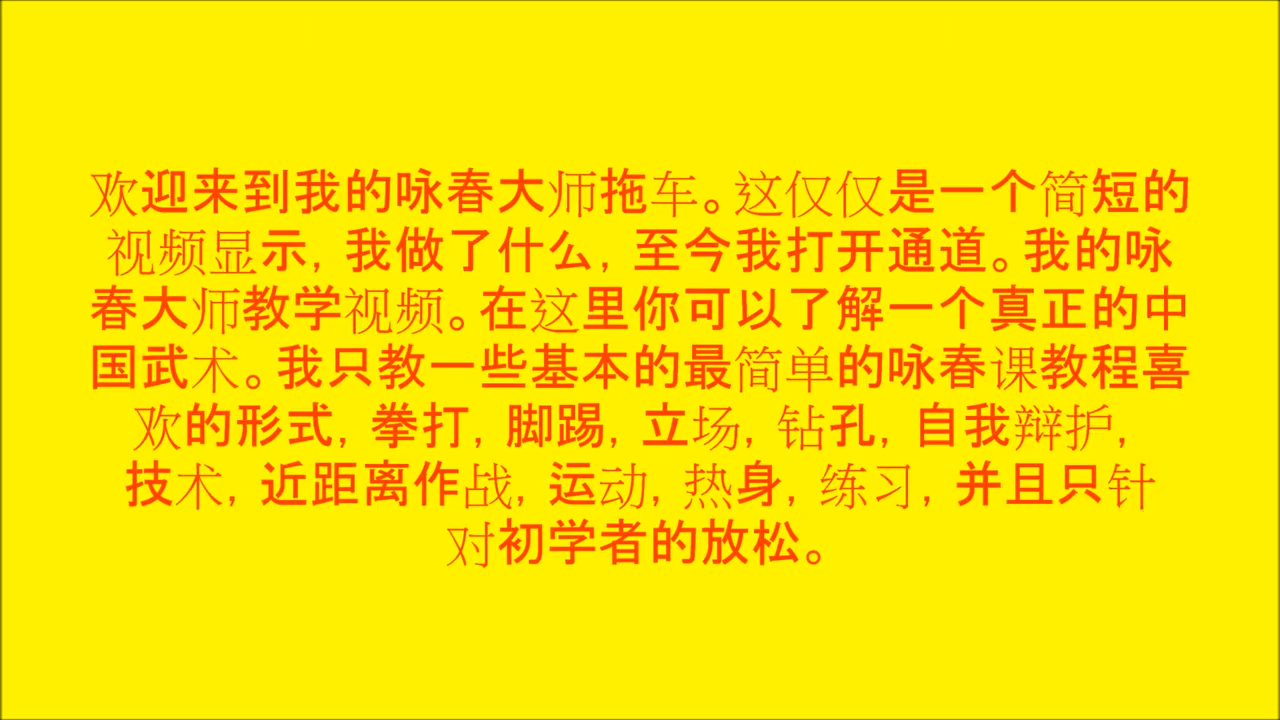 欢迎来到我的咏春大师拖车。这仅仅是一个简短的
视频显示，我做了什么，至今我打开通道。我的咏
春大师教学视频。在这里你可以了解一个真正的中
国武术。我只教一些基本的最简单的咏春课教程喜
欢的形式，拳打，脚踢，立场，钻孔，自我辩护，
技术，近距离作战，运动，热身，练习，并且只针
对初学者的放松。